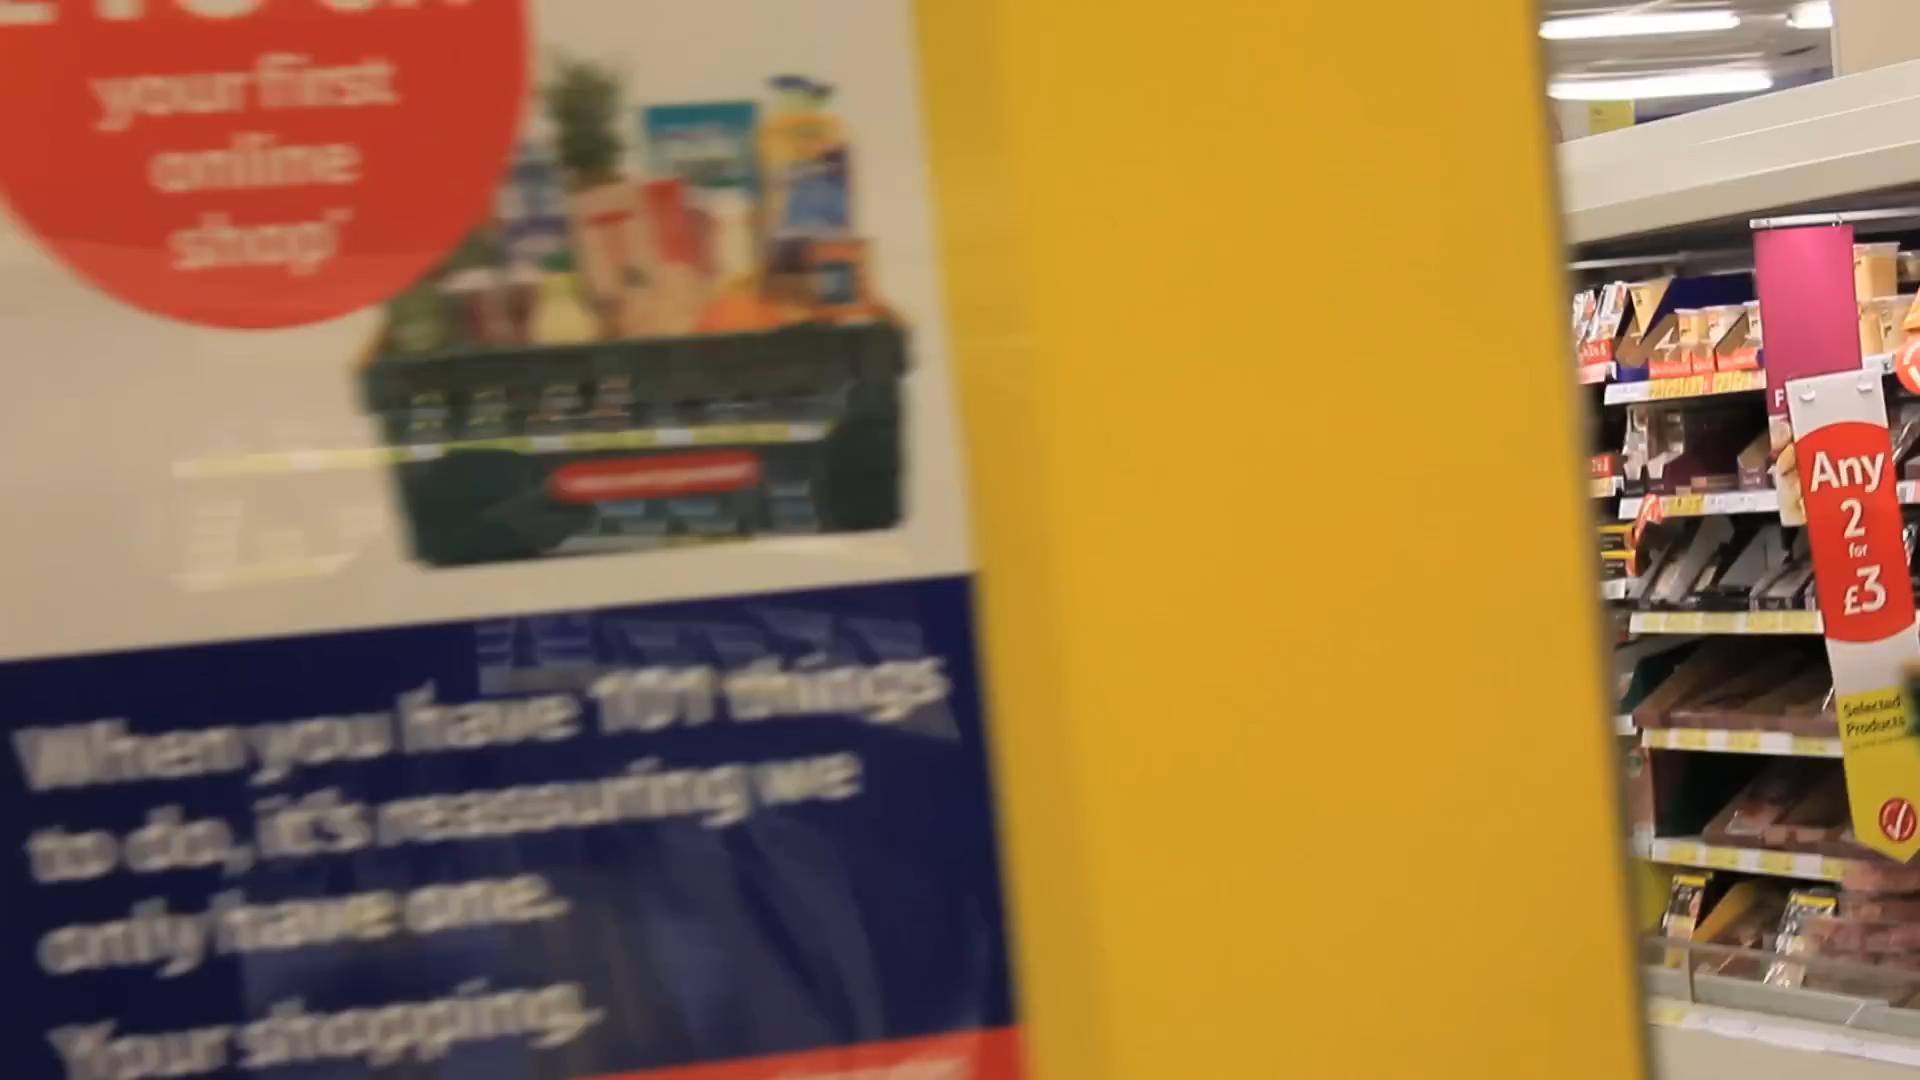 your first
online
shop*
When you have 101 things
to do, it's reassuring we
only have one.
Your shopping.
Any
2
for
£3
Selected
Products